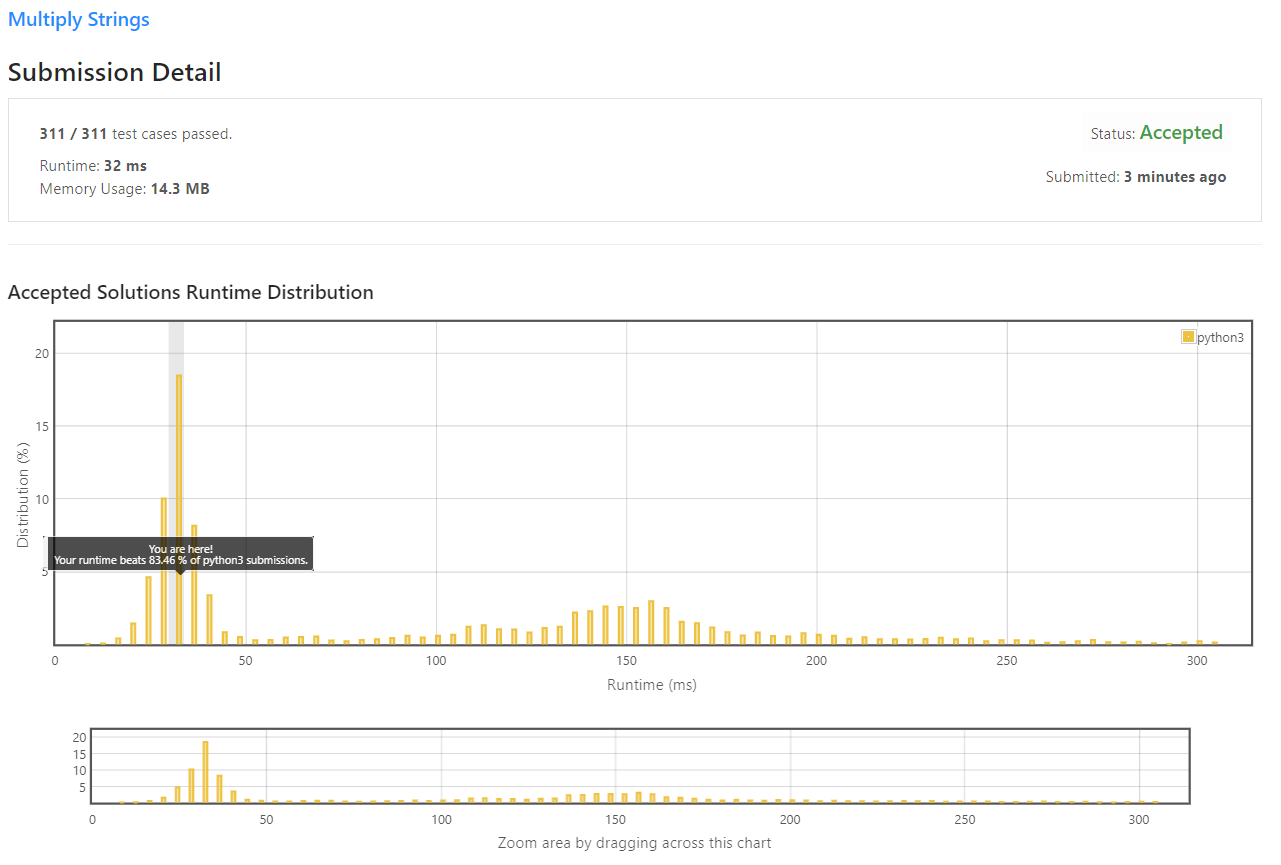 Multiply Strings
Submission Detail
311 / 311 test cases passed.
Status: Accepted
Runtime: 32 ms
Memory Usage: 14.3 MB
Submitted: 3 minutes ago
Accepted Solutions Runtime Distribution
python3
20
15
10
5
Distribution (%)
You are here!
Your runtime beats 83.46 % of python3 submissions.
0 50 100 150 200 250 300
Runtime (ms)
20
15
10
5
0 50 100 150 200 250 300
Zoom area by dragging across this chart